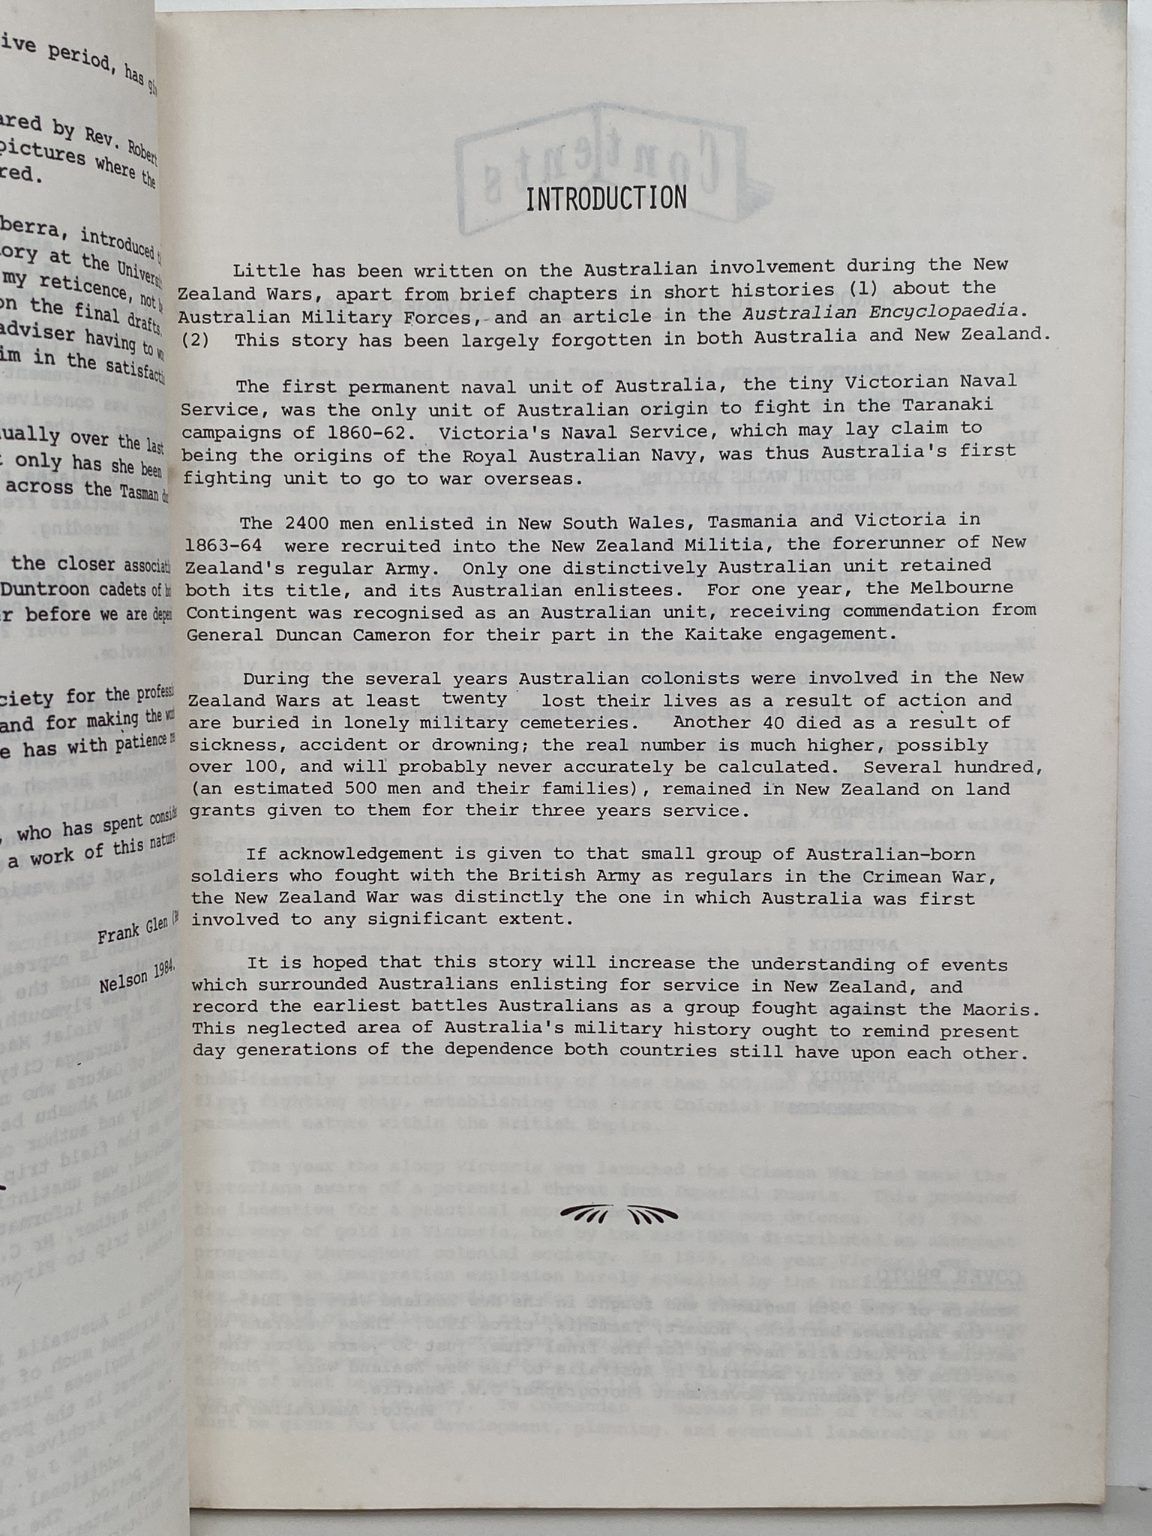 ive period, has
ared by Rev. Robert
pictures where the
red.
berra, introduced
ory at the
my reticence, not
on the final drafts.
adviser having to
im in the
ually over the last
only has she been
across the Tasman
the closer
Duntroon cadets of
r before we are
ciety for the
and for making the
e has with patience
, who has spent
a work of this nature
Frank Glen
Nelson 1984.
Contents
INTRODUCTION
Little has been written on the Australian involvement during the New
Zealand Wars, apart from brief chapters in short histories (1) about the
Australian Military Forces, and an article in the Australian Encyclopaedia.
(2) This story has been largely forgotten in both Australia and New Zealand.
The first permanent naval unit of Australia, the tiny Victorian Naval
Service, was the only unit of Australian origin to fight in the Taranaki
campaigns of 1860-62. Victoria's Naval Service, which may lay claim to
being the origins of the Royal Australian Navy, was thus Australia's first
fighting unit to go to war overseas.
The 2400 men enlisted in New South Wales, Tasmania and Victoria in
1863-64 were recruited into the New Zealand Militia, the forerunner of New
Zealand's regular Army. Only one distinctively Australian unit retained
both its title, and its Australian enlistees. For one year, the Melbourne
Contingent was recognised as an Australian unit, receiving commendation from
General Duncan Cameron for their part in the Kaitake engagement.
During the several years Australian colonists were involved in the New
Zealand Wars at least twenty lost their lives as a result of action and
are buried in lonely military cemeteries. Another 40 died as a result of
sickness, accident or drowning; the real number is much higher, possibly
over 100, and will probably never accurately be calculated. Several hundred,
(an estimated 500 men and their families), remained in New Zealand on land
grants given to them for their three years service.
If acknowledgement is given to that small group of Australian-born
soldiers who fought with the British Army as regulars in the Crimean War,
the New Zealand War was distinctly the one in which Australia was first
involved to any significant extent.
It is hoped that this story will increase the understanding of events
which surrounded Australians enlisting for service in New Zealand, and
record the earliest battles Australians as a group fought against the Maoris.
This neglected area of Australia's military history ought to remind present
day generations of the dependence both countries still have upon each other.